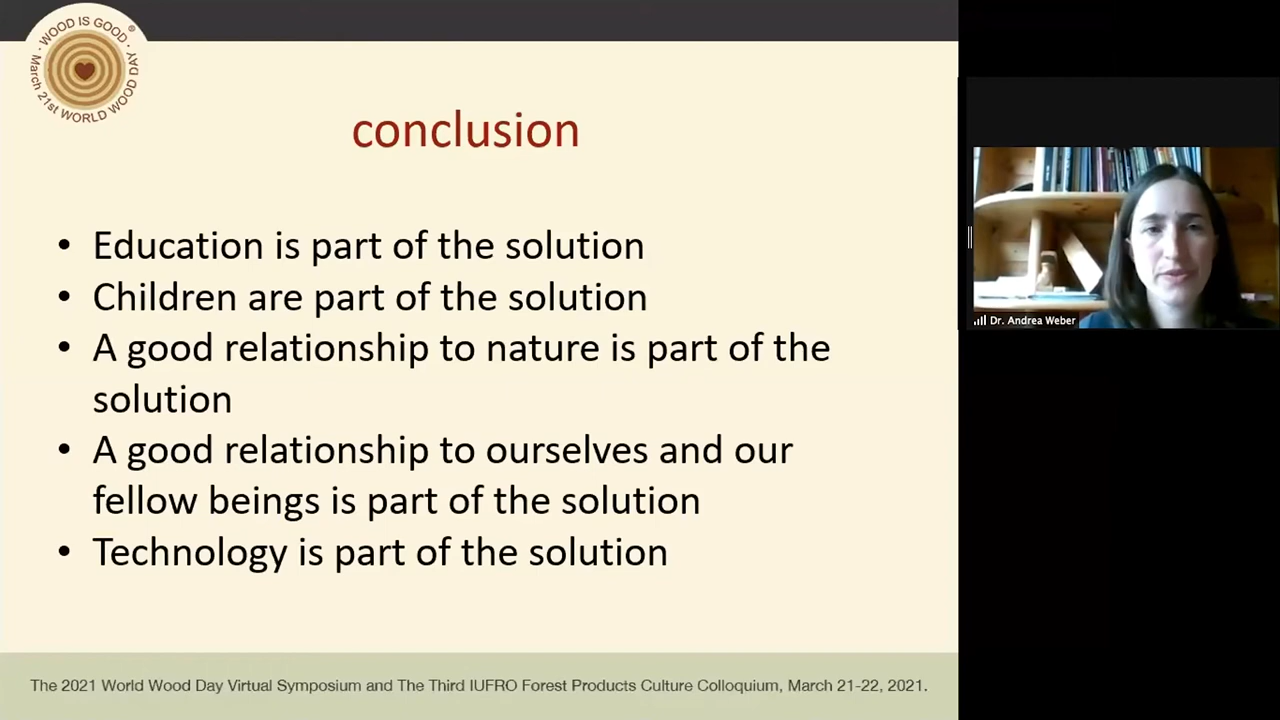 · WOOD IS GOOD ·
®
March 21st WORLD WOOD DAY
conclusion
• Education is part of the solution
• Children are part of the solution
• A good relationship to nature is part of the
solution
• A good relationship to ourselves and our
fellow beings is part of the solution
• Technology is part of the solution
Dr. Andrea Weber
The 2021 World Wood Day Virtual Symposium and The Third IUFRO Forest Products Culture Colloquium, March 21-22, 2021.